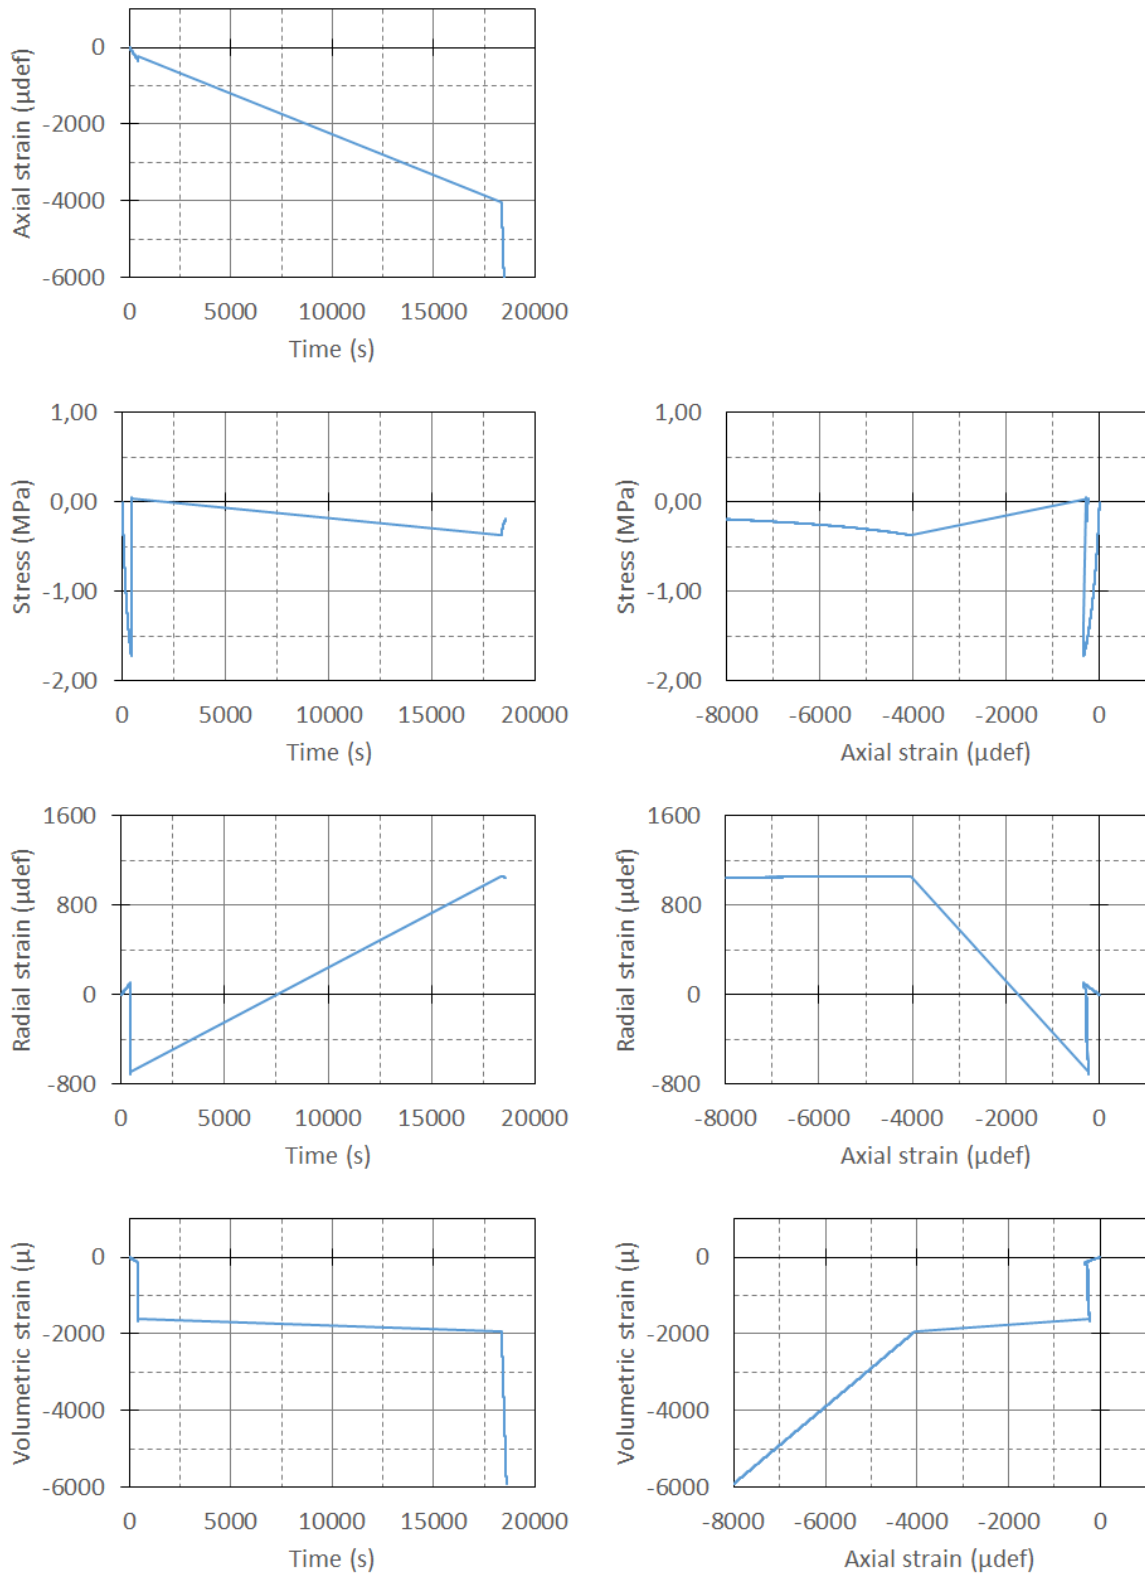 Axial strain (µdef)
0
-2000
-4000
-6000
0 5000 10000 15000 20000
Time (s)
Stress (MPa)
1,00
0,00
-1,00
-2,00
0 5000 10000 15000 20000
Time (s)
Stress (MPa)
1,00
0,00
-1,00
-2,00
-8000 -6000 -4000 -2000 0
Axial strain (µdef)
Radial strain (µdef)
1600
800
0
-800
0 5000 10000 15000 20000
Time (s)
Radial strain (µdef)
1600
800
0
-800
-8000 -6000 -4000 -2000 0
Axial strain (µdef)
Volumetric strain (µ)
0
-2000
-4000
-6000
0 5000 10000 15000 20000
Time (s)
Volumetric strain (µ)
0
-2000
-4000
-6000
-8000 -6000 -4000 -2000 0
Axial strain (µdef)